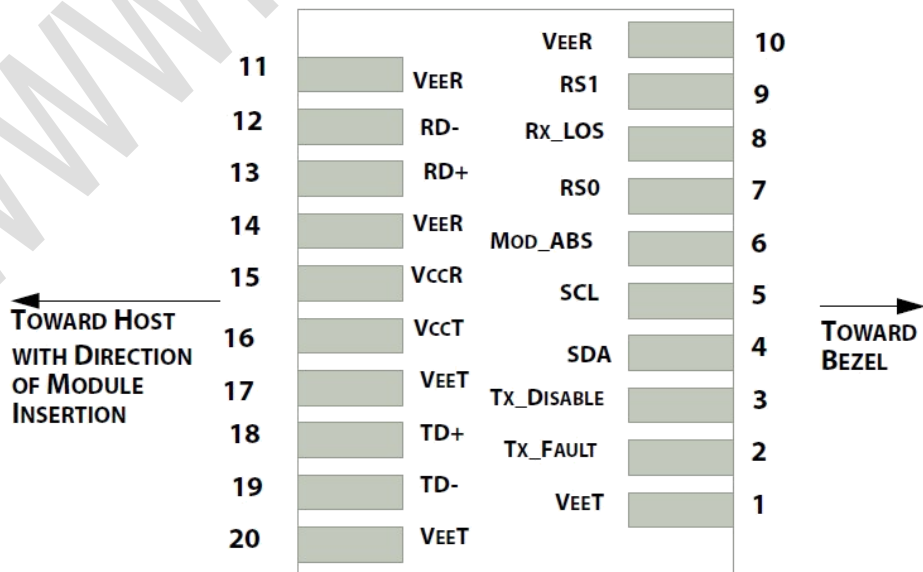 VEER 10
11 VEER
RS1 9
12 RD-
RX_LOS 8
13 RD+
RS0 7
14 VEER
MOD_ABS 6
15 VCCR
SCL 5
TOWARD HOST
WITH DIRECTION
OF MODULE
INSERTION
TOWARD
BEZEL
16 VCCT
SDA 4
17 VEET
TX_DISABLE 3
18 TD+
TX_FAULT 2
19 TD-
VEET 1
20 VEET